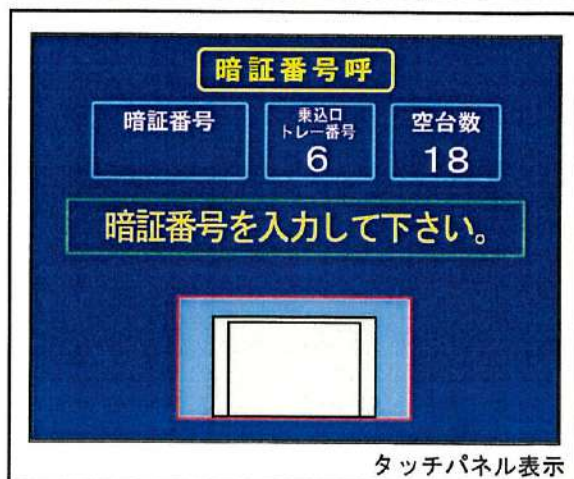 暗証番号呼
暗証番号
乗込口
トレー番号
6
空台数
18
暗証番号を入力して下さい。
タッチパネル表示